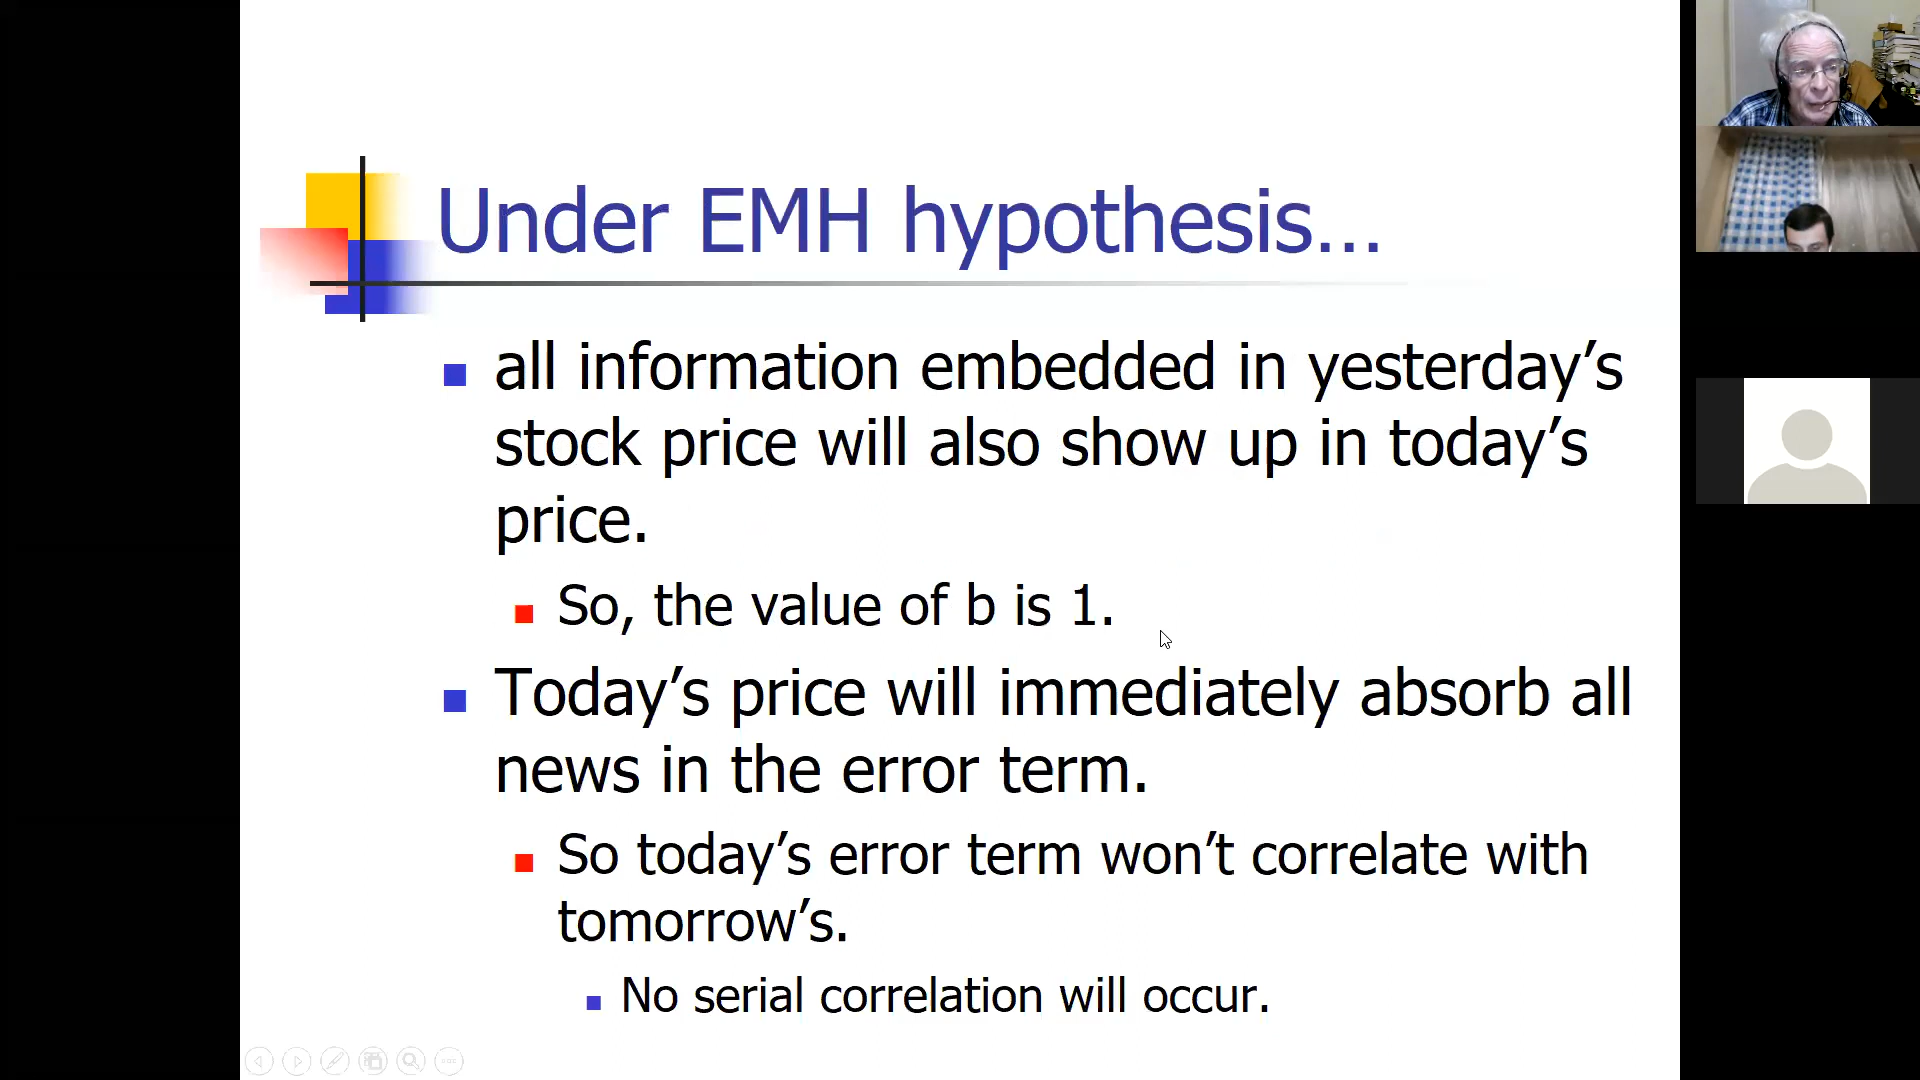 Under EMH hypothesis…
all information embedded in yesterday’s
stock price will also show up in today’s
price.
So, the value of b is 1.
Today’s price will immediately absorb all
news in the error term.
So today’s error term won’t correlate with
tomorrow’s.
No serial correlation will occur.